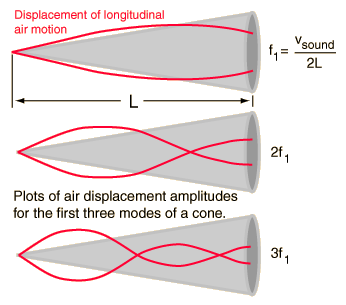 Displacement of longitudinal
air motion
f1 = vsound
2L
L
2f1
Plots of air displacement amplitudes
for the first three modes of a cone.
3f1